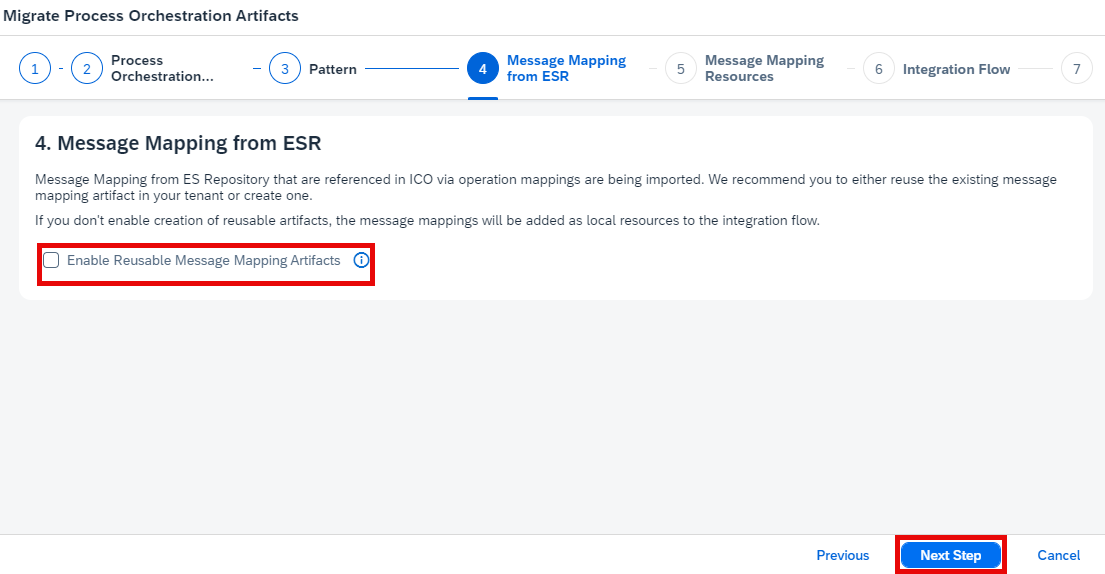 Migrate Process Orchestration Artifacts
1
2
Process
Orchestration...
3
Pattern
4
Message Mapping
from ESR
5
Message Mapping
Resources
6
Integration Flow
7
4. Message Mapping from ESR
Message Mapping from ES Repository that are referenced in ICO via operation mappings are being imported. We recommend you to either reuse the existing message
mapping artifact in your tenant or create one.
If you don't enable creation of reusable artifacts, the message mappings will be added as local resources to the integration flow.
Enable Reusable Message Mapping Artifacts
Previous
Next Step
Cancel